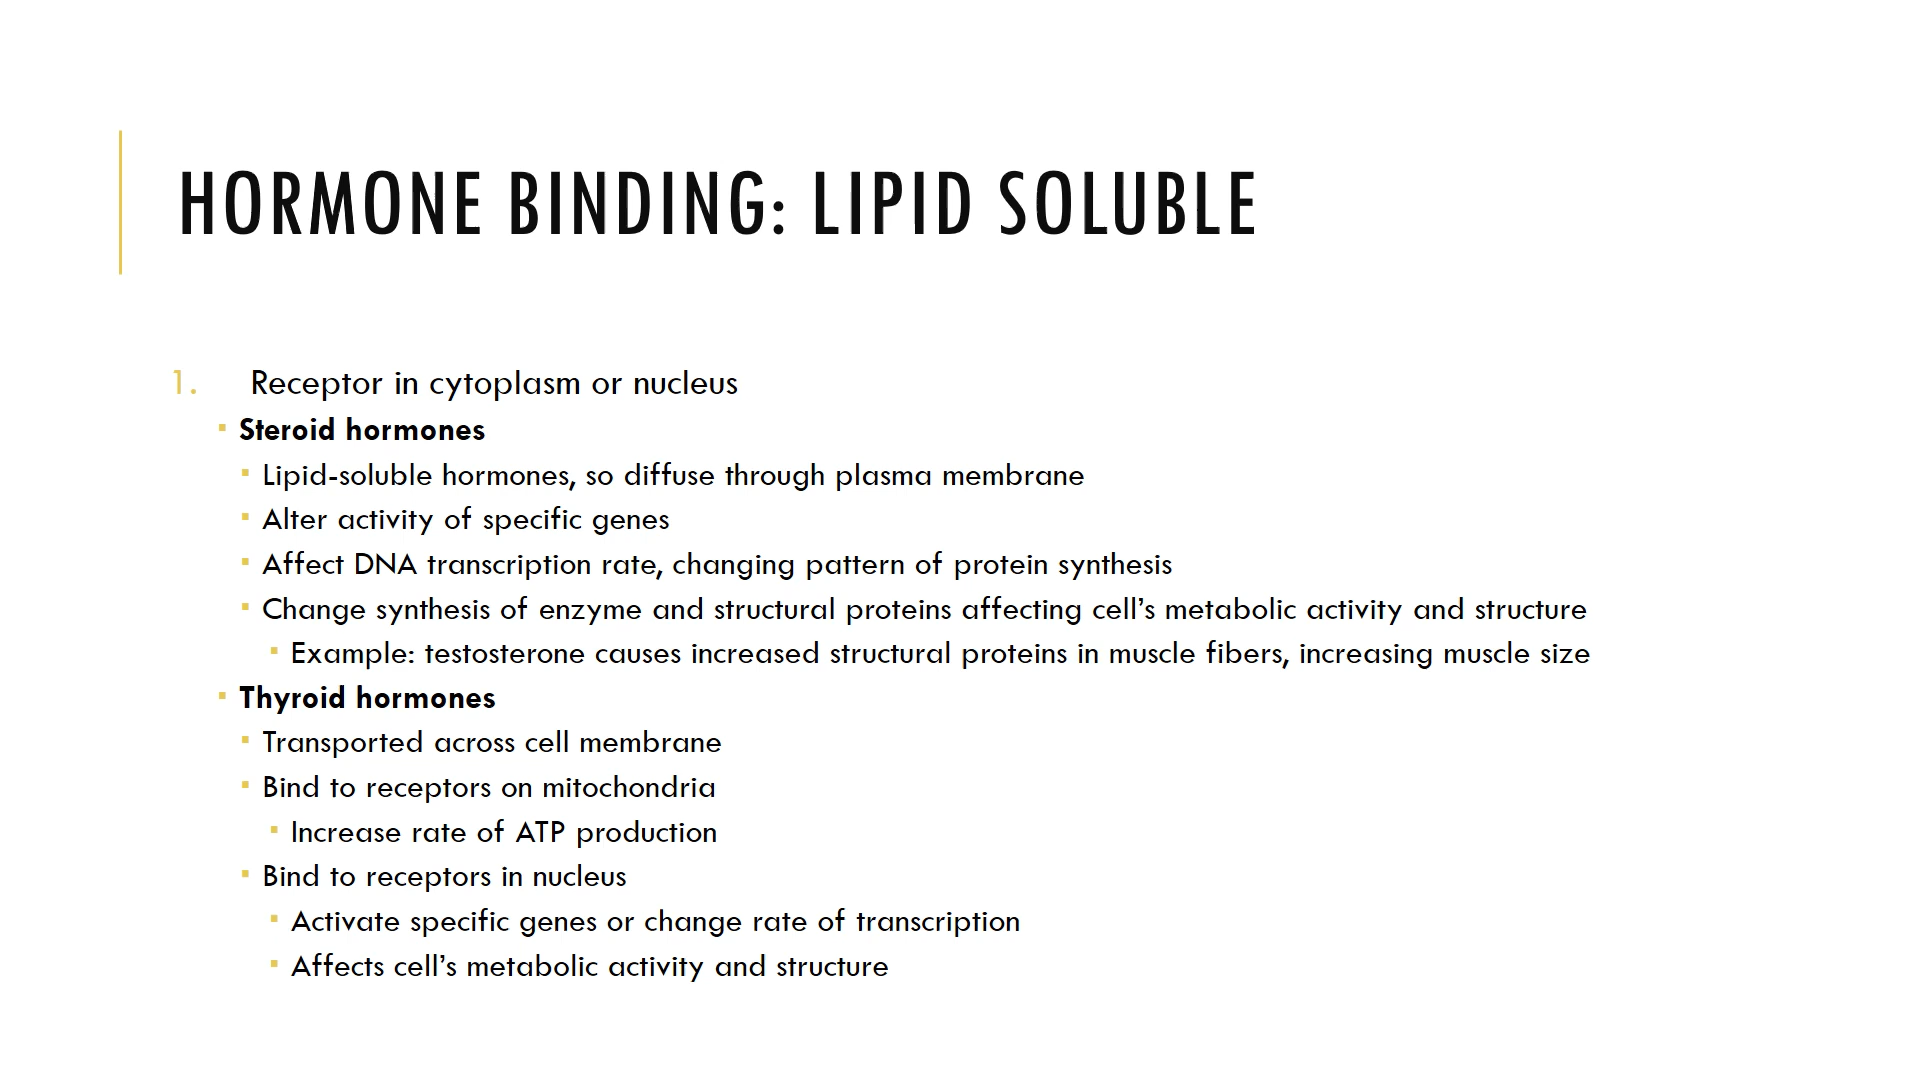 HORMONE BINDING: LIPID SOLUBLE
1. Receptor in cytoplasm or nucleus
▪ Steroid hormones
▪ Lipid-soluble hormones, so diffuse through plasma membrane
▪ Alter activity of specific genes
▪ Affect DNA transcription rate, changing pattern of protein synthesis
▪ Change synthesis of enzyme and structural proteins affecting cell’s metabolic activity and structure
▪ Example: testosterone causes increased structural proteins in muscle fibers, increasing muscle size
▪ Thyroid hormones
▪ Transported across cell membrane
▪ Bind to receptors on mitochondria
▪ Increase rate of ATP production
▪ Bind to receptors in nucleus
▪ Activate specific genes or change rate of transcription
▪ Affects cell’s metabolic activity and structure